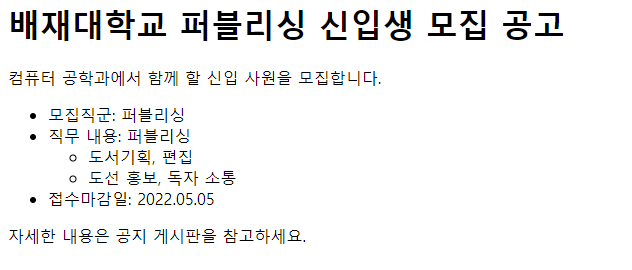 배재대학교 퍼블리싱 신입생 모집 공고
컴퓨터 공학과에서 함께 할 신입 사원을 모집합니다.
모집직군: 퍼블리싱
직무 내용: 퍼블리싱
도서기획, 편집
도선 홍보, 독자 소통
접수마감일: 2022.05.05
자세한 내용은 공지 게시판을 참고하세요.